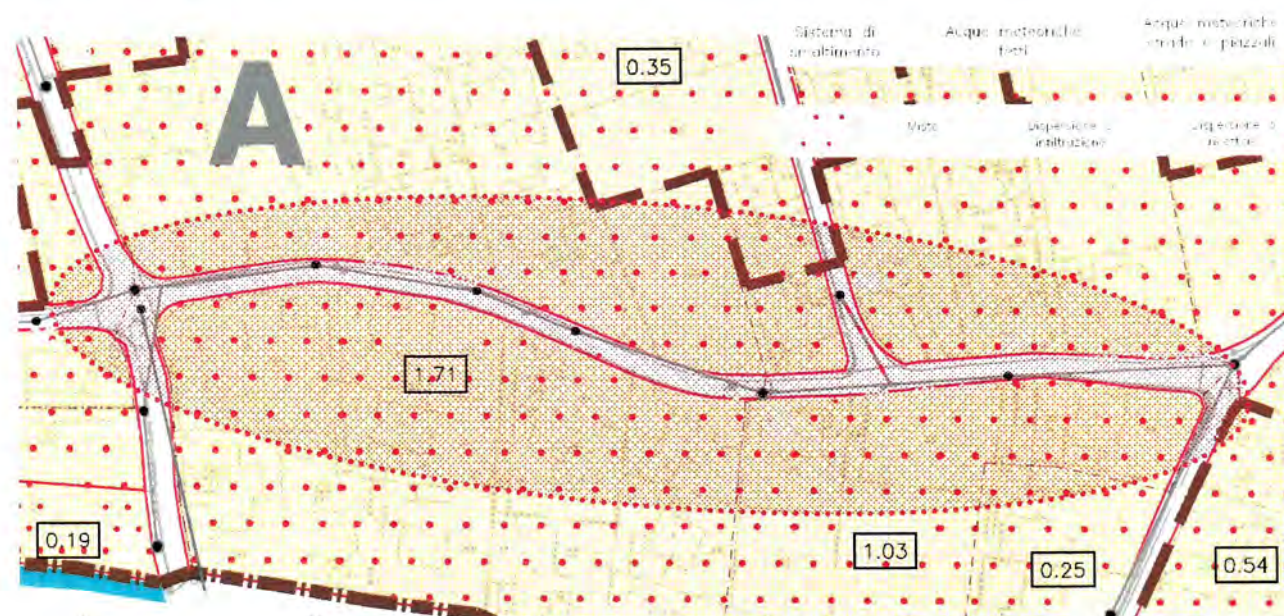 Sistema di
smaltimento
Acque meteoriche
tetti
Acque meteoriche
strade e piazzali
Misto
Dispersione o
infiltrazione
Dispersione o
A
0.35
1.71
0.19
1.03
0.25
0.54